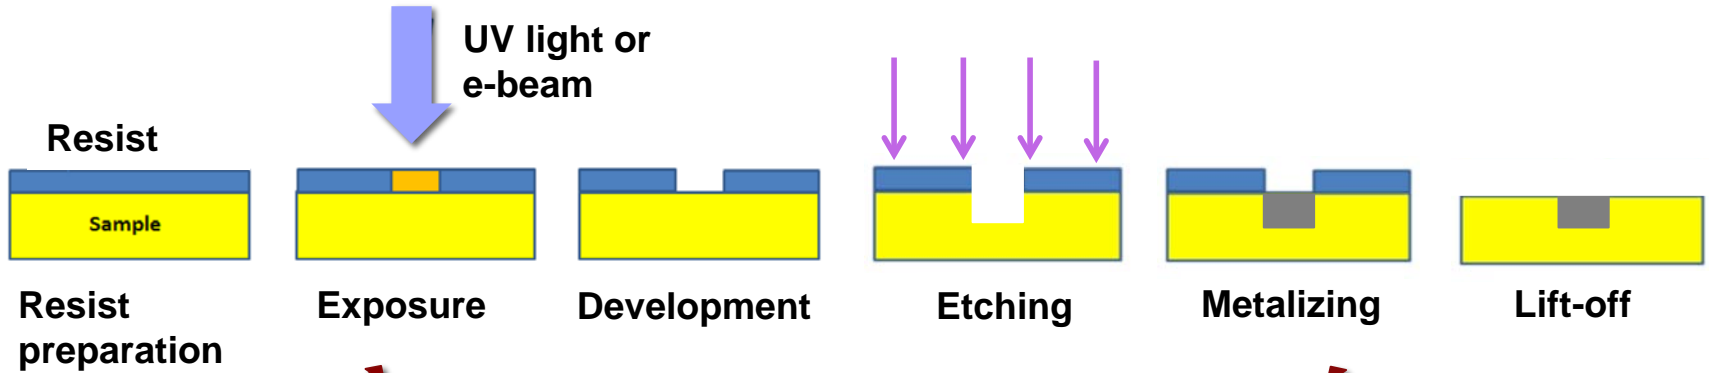 UV light or
e-beam
Resist
Sample
Resist
preparation
Exposure
Development
Etching
Metalizing
Lift-off